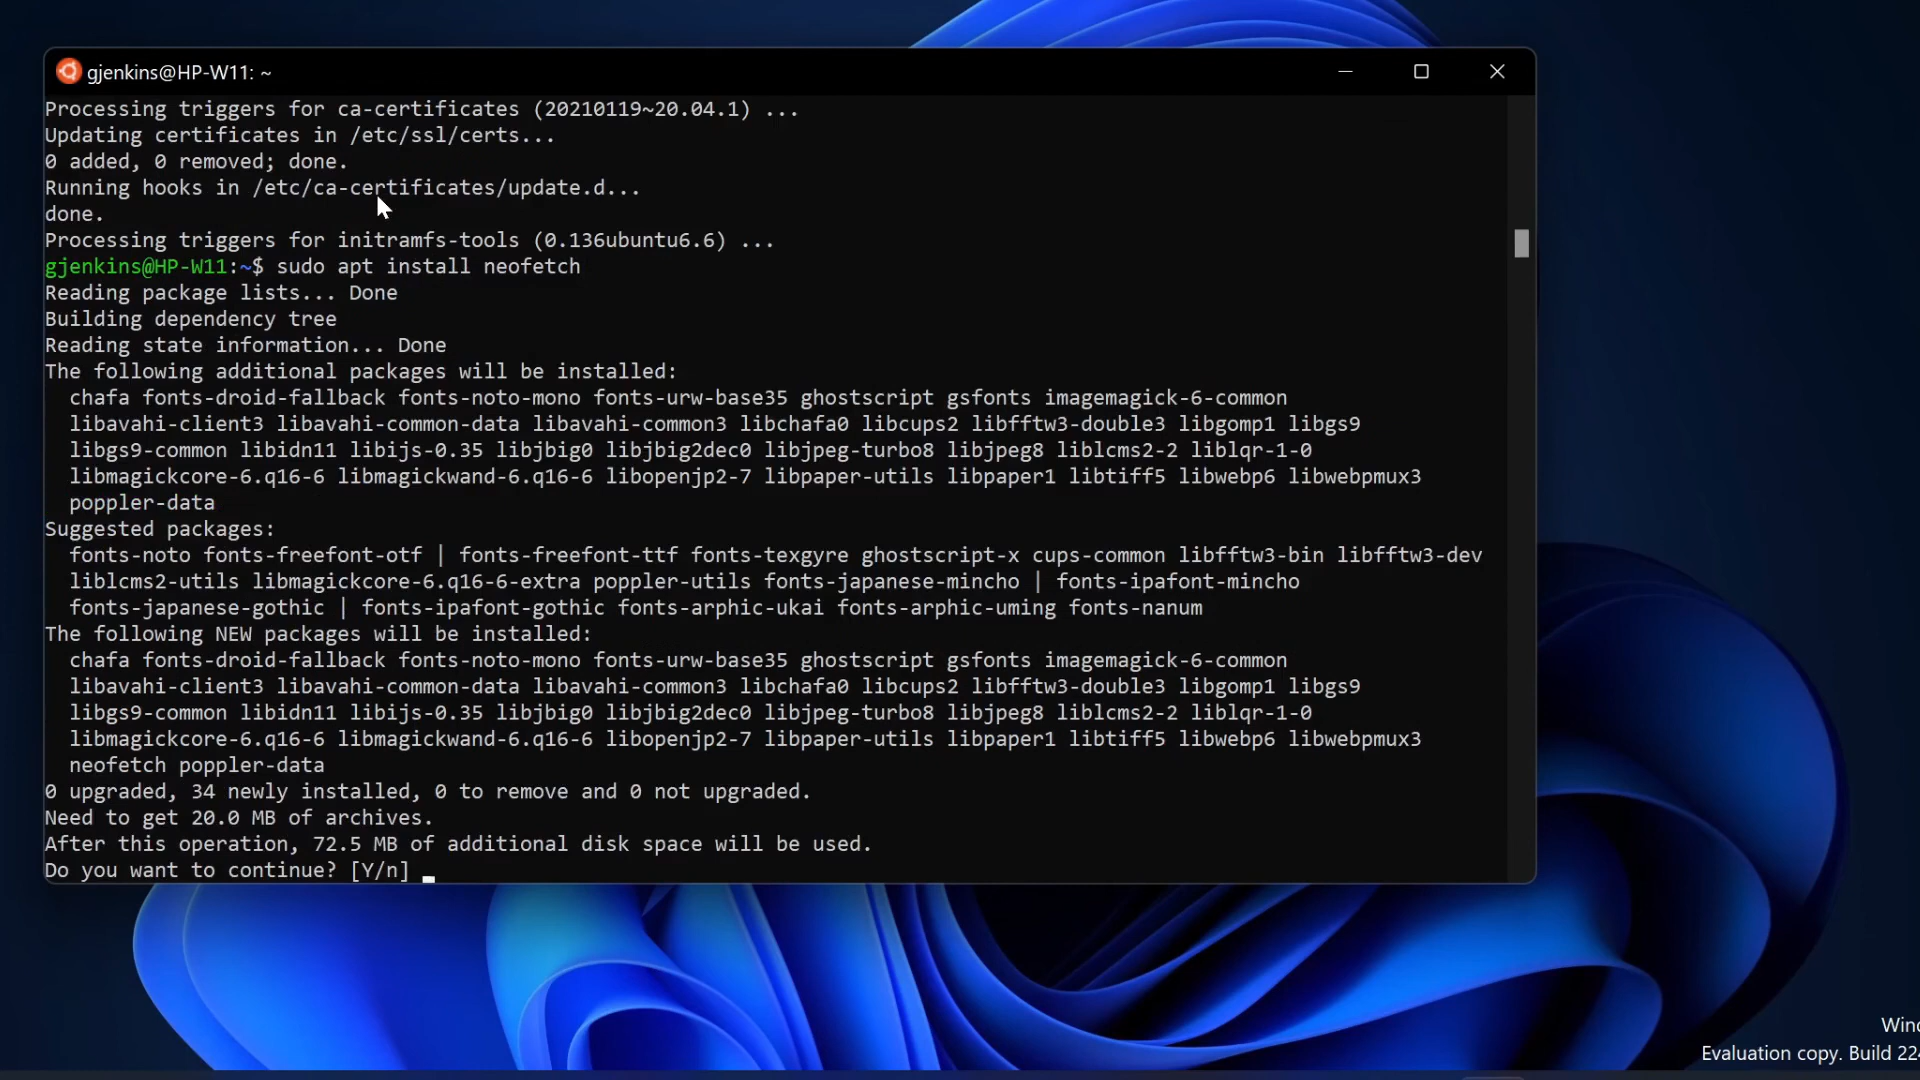 gjenkins@HP-W11: ~
Processing triggers for ca-certificates (20210119~20.04.1) ...
Updating certificates in /etc/ssl/certs...
0 added, 0 removed; done.
Running hooks in /etc/ca-certificates/update.d...
done.
Processing triggers for initramfs-tools (0.136ubuntu6.6) ...
gjenkins@HP-W11:~$ sudo apt install neofetch
Reading package lists... Done
Building dependency tree
Reading state information... Done
The following additional packages will be installed:
  chafa fonts-droid-fallback fonts-noto-mono fonts-urw-base35 ghostscript gsfonts imagemagick-6-common
  libavahi-client3 libavahi-common-data libavahi-common3 libchafa0 libcups2 libfftw3-double3 libgomp1 libgs9
  libgs9-common libidn11 libijs-0.35 libjbig0 libjbig2dec0 libjpeg-turbo8 libjpeg8 liblcms2-2 liblqr-1-0
  libmagickcore-6.q16-6 libmagickwand-6.q16-6 libopenjp2-7 libpaper-utils libpaper1 libtiff5 libwebp6 libwebpmux3
  poppler-data
Suggested packages:
  fonts-noto fonts-freefont-otf | fonts-freefont-ttf fonts-texgyre ghostscript-x cups-common libfftw3-bin libfftw3-dev
  liblcms2-utils libmagickcore-6.q16-6-extra poppler-utils fonts-japanese-mincho | fonts-ipafont-mincho
  fonts-japanese-gothic | fonts-ipafont-gothic fonts-arphic-ukai fonts-arphic-uming fonts-nanum
The following NEW packages will be installed:
  chafa fonts-droid-fallback fonts-noto-mono fonts-urw-base35 ghostscript gsfonts imagemagick-6-common
  libavahi-client3 libavahi-common-data libavahi-common3 libchafa0 libcups2 libfftw3-double3 libgomp1 libgs9
  libgs9-common libidn11 libijs-0.35 libjbig0 libjbig2dec0 libjpeg-turbo8 libjpeg8 liblcms2-2 liblqr-1-0
  libmagickcore-6.q16-6 libmagickwand-6.q16-6 libopenjp2-7 libpaper-utils libpaper1 libtiff5 libwebp6 libwebpmux3
  neofetch poppler-data
0 upgraded, 34 newly installed, 0 to remove and 0 not upgraded.
Need to get 20.0 MB of archives.
After this operation, 72.5 MB of additional disk space will be used.
Do you want to continue? [Y/n]
Evaluation copy. Build